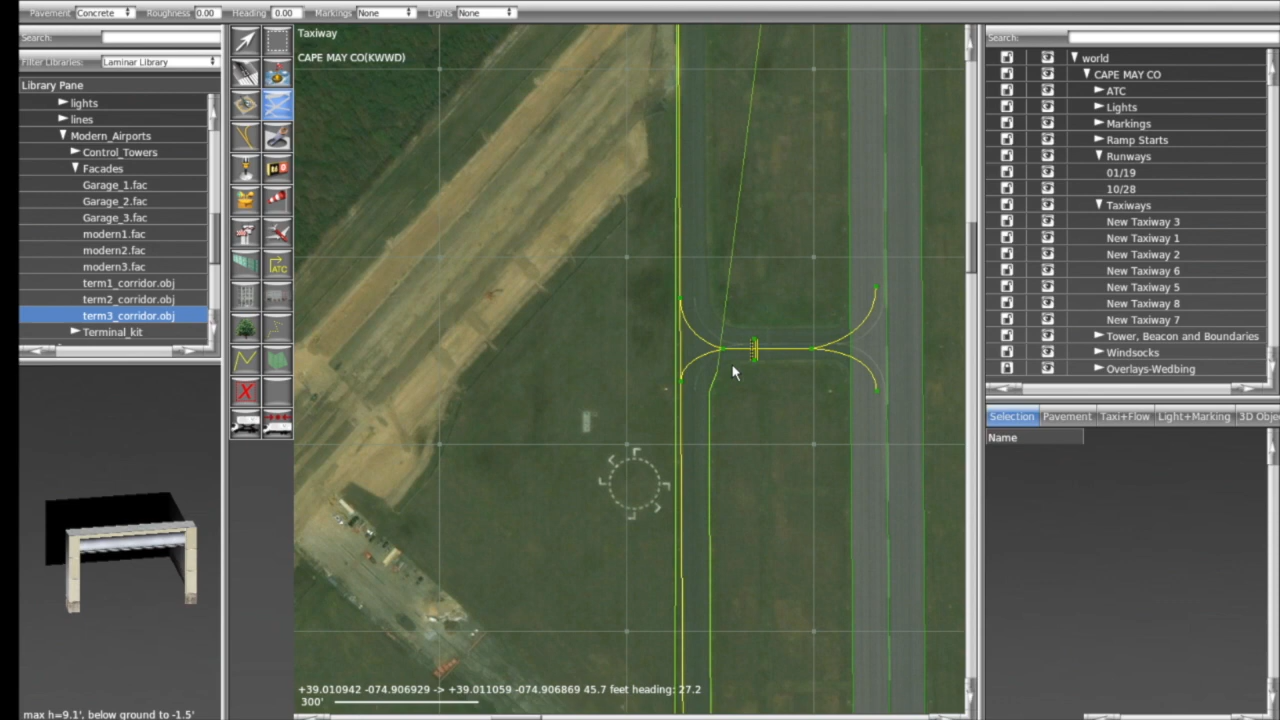 Pavement Concrete Roughness 0.00 Heading 0.00 Markings None Lights None
Search:
Filter Libraries: Laminar Library
Library Pane
lights
lines
Modern_Airports
Control_Towers
Facades
Garage_1.fac
Garage_2.fac
Garage_3.fac
modern1.fac
modern2.fac
modern3.fac
term1_corridor.obj
term2_corridor.obj
term3_corridor.obj
Terminal_kit
max h=9.1', below ground to -1.5'
ATC
Taxiway
CAPE MAY CO(KWWD)
+39.010942 -074.906929 -> +39.011059 -074.906869 45.7 feet heading: 27.2
300'
Search:
world
CAPE MAY CO
ATC
Lights
Markings
Ramp Starts
Runways
01/19
10/28
Taxiways
New Taxiway 3
New Taxiway 1
New Taxiway 2
New Taxiway 6
New Taxiway 5
New Taxiway 8
New Taxiway 7
Tower, Beacon and Boundaries
Windsocks
Overlays-Wedbing
Selection Pavement Taxi+Flow Light+Marking 3D Obje
Name